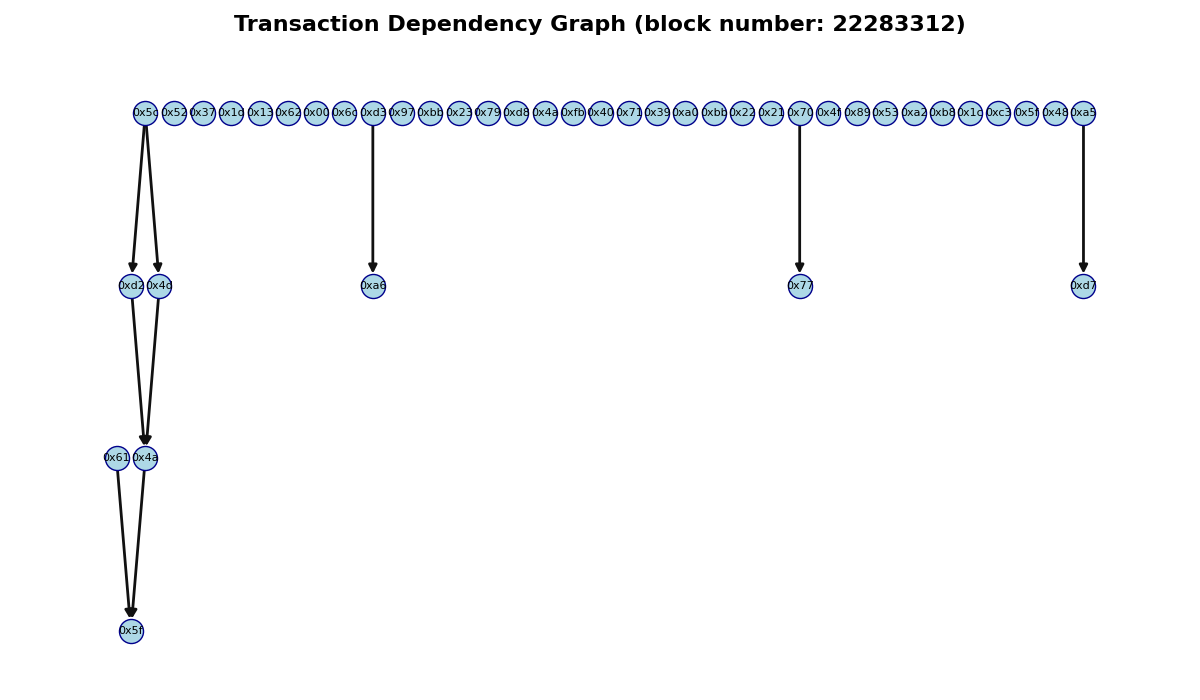 Transaction Dependency Graph (block number: 22283312)
0x5c 0x52 0x37 0x1d 0x13 0x62 0x00 0x6c 0xd3 0x97 0xbb 0x23 0x79 0xd8 0x4a 0xfb 0x40 0x71 0x39 0xa0 0xbb 0x22 0x21 0x70 0x4f 0x89 0x53 0xa2 0xb8 0x1c 0xc3 0x5f 0x48 0xa5
0xd2 0x4d 0xa6 0x77 0xd7
0x61 0x4a
0x5f